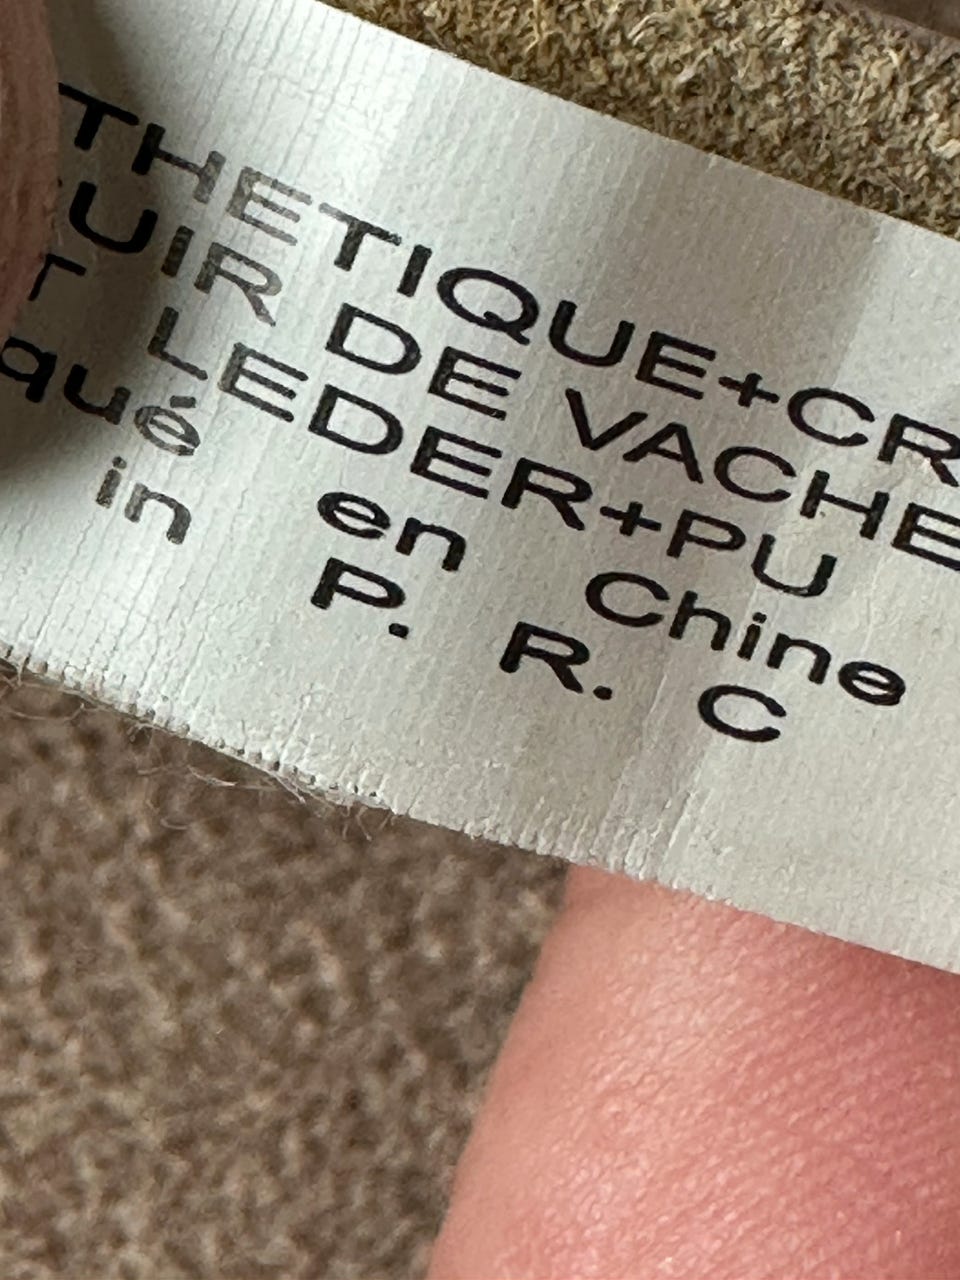 THETIQUE+CR
UIR DE VACHE
T LEDER+PU
qué en Chine
in P. R. C